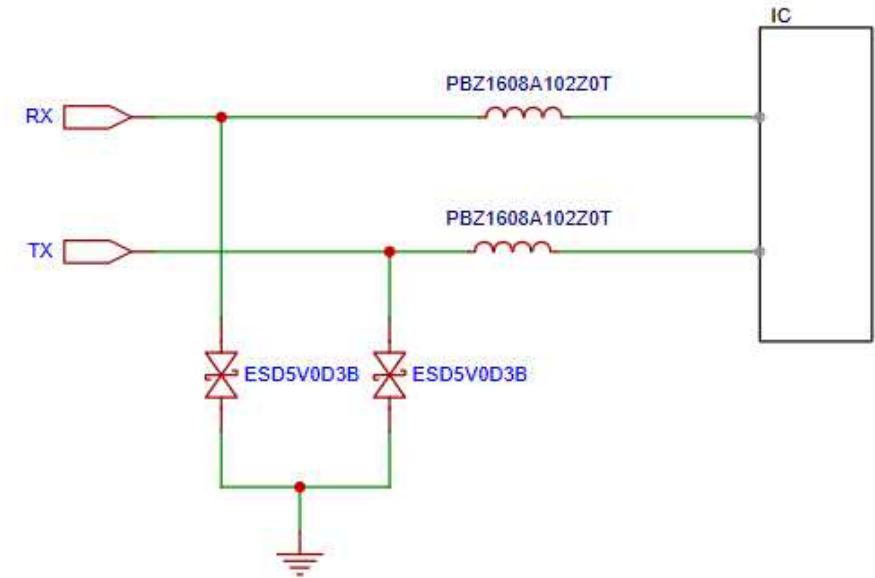 IC
PBZ1608A102Z0T
RX
PBZ1608A102Z0T
TX
ESD5V0D3B ESD5V0D3B